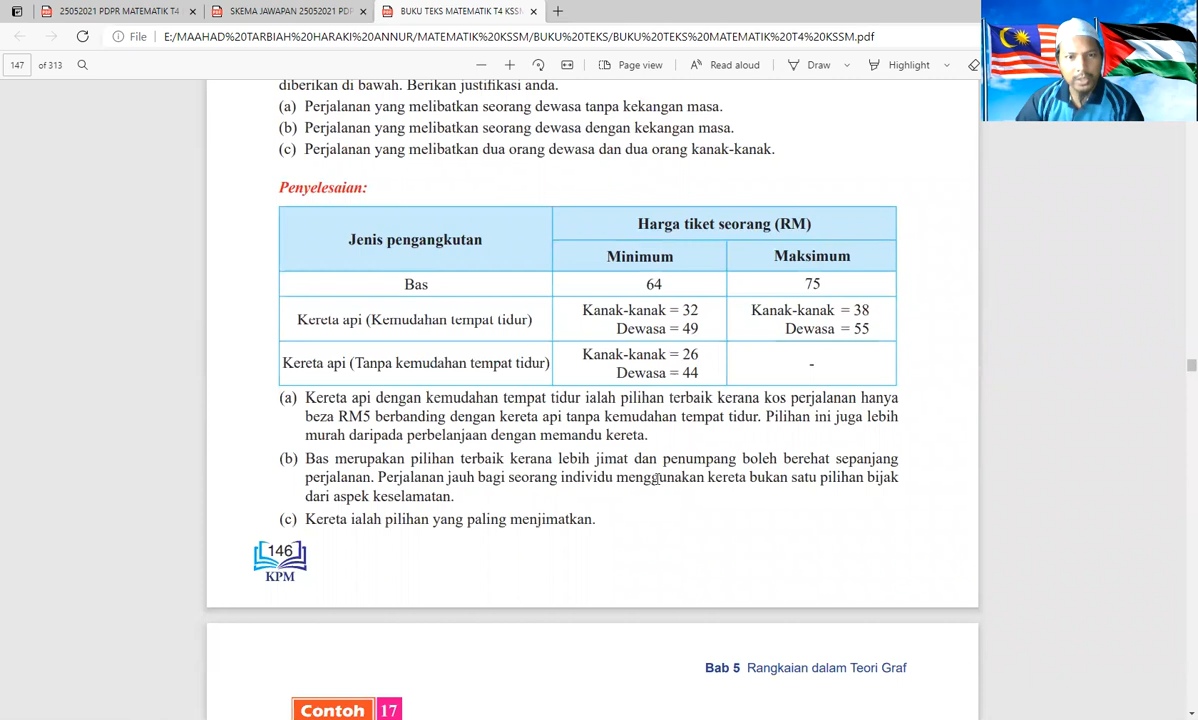 25052021 PDPR MATEMATIK T4
SKEMA JAWAPAN 25052021 PDP
BUKU TEKS MATEMATIK T4 KSSM
File
E:/MAAHAD%20TARBIAH%20HARAKI%20ANNUR/MATEMATIK%20KSSM/BUKU%20TEKS/BUKU%20TEKS%20MATEMATIK%20T4%20KSSM.pdf
147 of 313
Page view
Read aloud
Draw
Highlight
diberikan di bawah. Berikan justifikasi anda.
(a) Perjalanan yang melibatkan seorang dewasa tanpa kekangan masa.
(b) Perjalanan yang melibatkan seorang dewasa dengan kekangan masa.
(c) Perjalanan yang melibatkan dua orang dewasa dan dua orang kanak-kanak.
Penyelesaian:
Jenis pengangkutan
Harga tiket seorang (RM)
Minimum
Maksimum
Bas
64
75
Kereta api (Kemudahan tempat tidur)
Kanak-kanak = 32
Dewasa = 49
Kanak-kanak = 38
Dewasa = 55
Kereta api (Tanpa kemudahan tempat tidur)
Kanak-kanak = 26
Dewasa = 44
-
(a) Kereta api dengan kemudahan tempat tidur ialah pilihan terbaik kerana kos perjalanan hanya
beza RM5 berbanding dengan kereta api tanpa kemudahan tempat tidur. Pilihan ini juga lebih
murah daripada perbelanjaan dengan memandu kereta.
(b) Bas merupakan pilihan terbaik kerana lebih jimat dan penumpang boleh berehat sepanjang
perjalanan. Perjalanan jauh bagi seorang individu menggunakan kereta bukan satu pilihan bijak
dari aspek keselamatan.
(c) Kereta ialah pilihan yang paling menjimatkan.
146
KPM
Bab 5 Rangkaian dalam Teori Graf
Contoh 17